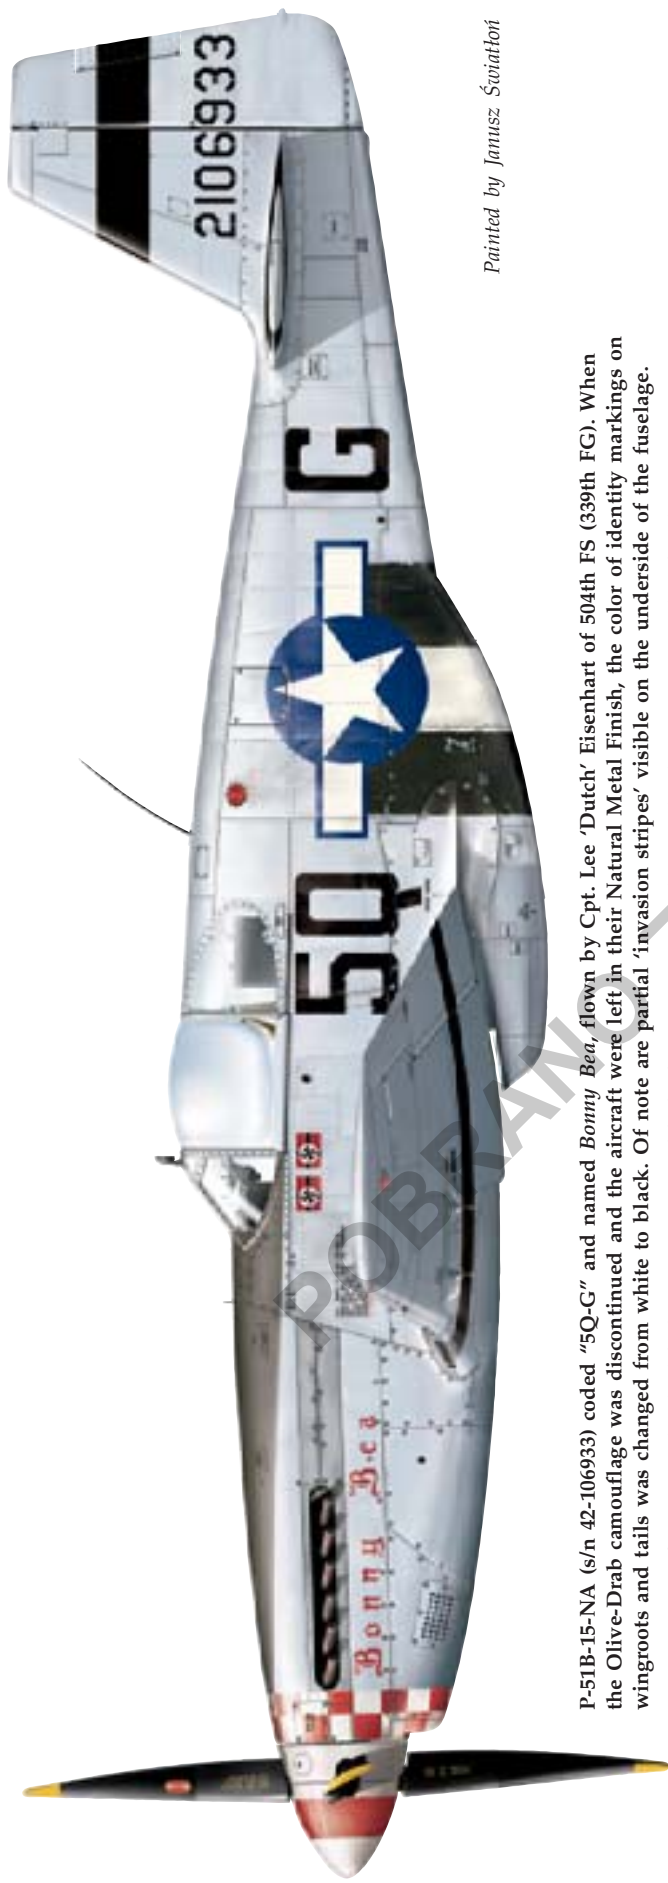 2106933
G
5Q
Bonny Bea
Painted by Janusz Światłoń
P-51B-15-NA (s/n 42-106933) coded "5Q-G" and named Bonny Bea, flown by Cpt. Lee 'Dutch' Eisenhart of 504th FS (339th FG). When
the Olive-Drab camouflage was discontinued and the aircraft were left in their Natural Metal Finish, the color of identity markings on
wingroots and tails was changed from white to black. Of note are partial 'invasion stripes' visible on the underside of the fuselage.
POBRANO